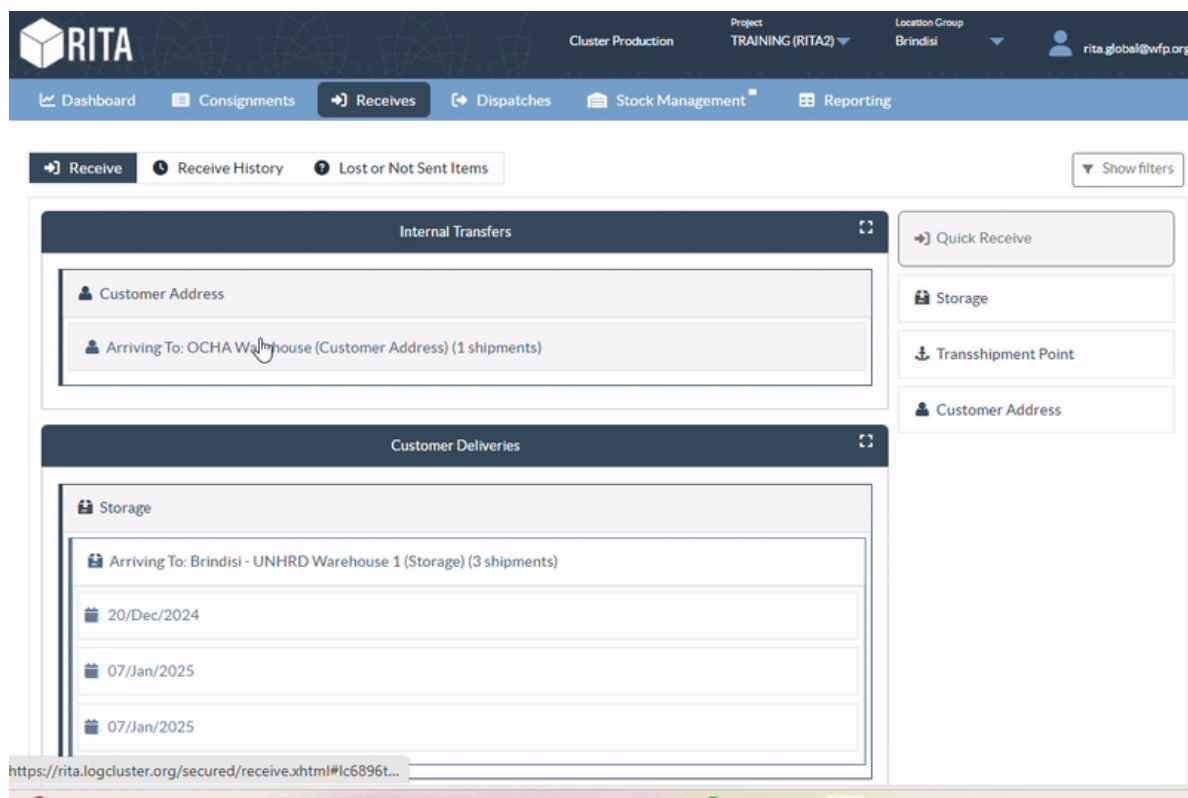 RITA
Cluster Production
Project
TRAINING (RITA2)
Location Group
Brindisi
rita.global@wfp.org
Dashboard
Consignments
Receives
Dispatches
Stock Management
Reporting
Receive
Receive History
Lost or Not Sent Items
Show filters
Internal Transfers
Customer Address
Arriving To: OCHA Warehouse (Customer Address) (1 shipments)
Customer Deliveries
Storage
Arriving To: Brindisi - UNHRD Warehouse 1 (Storage) (3 shipments)
20/Dec/2024
07/Jan/2025
07/Jan/2025
Quick Receive
Storage
Transshipment Point
Customer Address
https://rita.logcluster.org/secured/receive.xhtml#lc6896t...